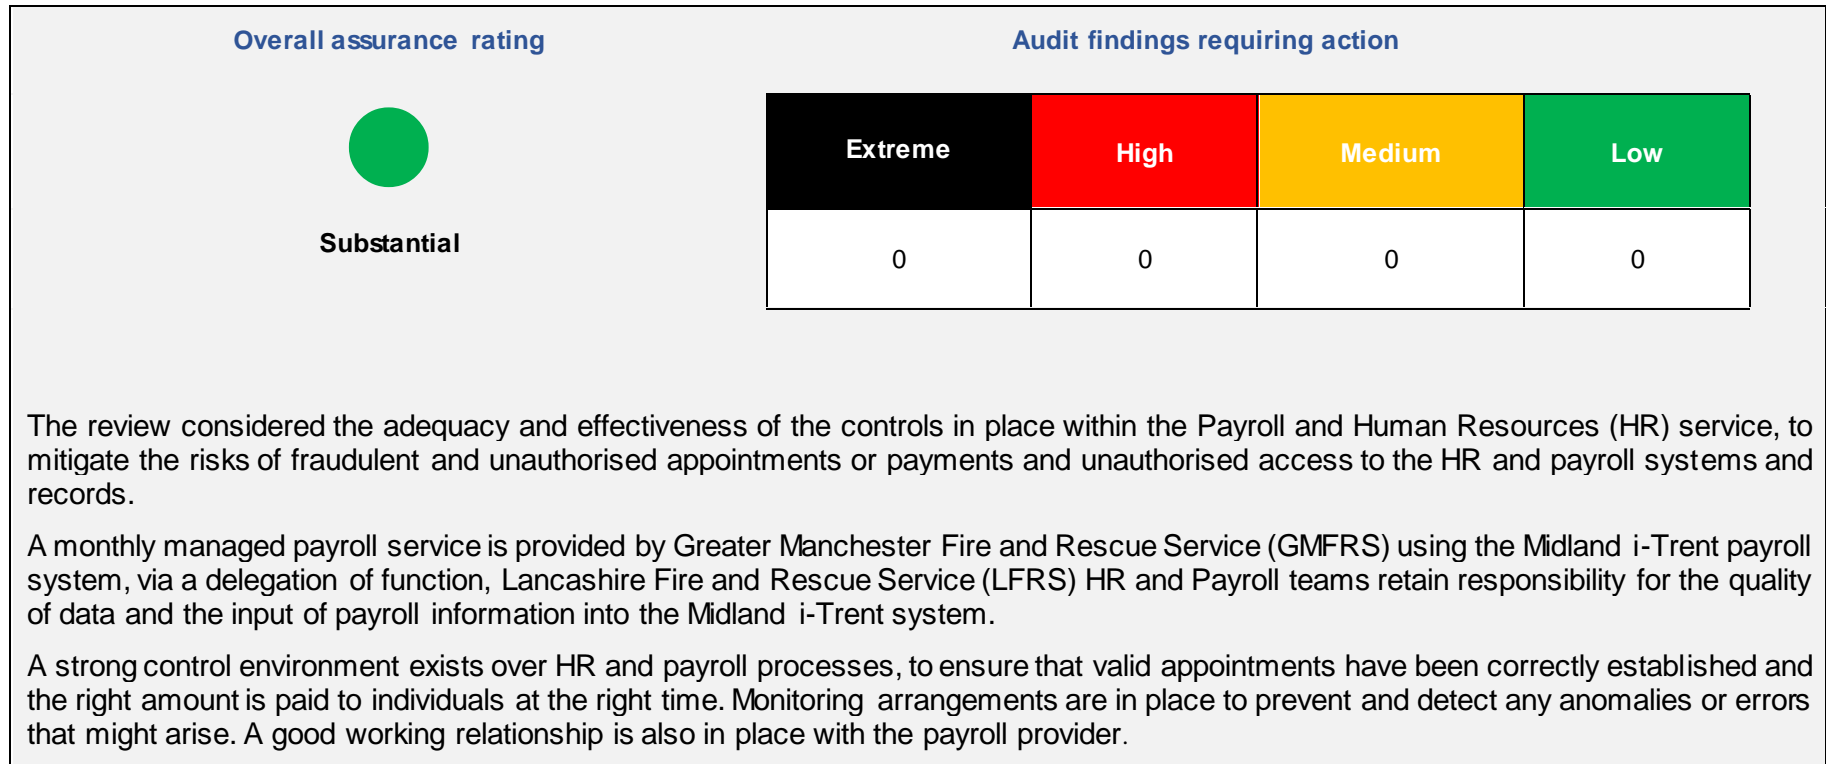 Overall assurance rating
Audit findings requiring action
Extreme High Medium Low
Substantial
0 0 0 0
The review considered the adequacy and effectiveness of the controls in place within the Payroll and Human Resources (HR) service, to
mitigate the risks of fraudulent and unauthorised appointments or payments and unauthorised access to the HR and payroll systems and
records.
A monthly managed payroll service is provided by Greater Manchester Fire and Rescue Service (GMFRS) using the Midland i-Trent payroll
system, via a delegation of function, Lancashire Fire and Rescue Service (LFRS) HR and Payroll teams retain responsibility for the quality
of data and the input of payroll information into the Midland i-Trent system.
A strong control environment exists over HR and payroll processes, to ensure that valid appointments have been correctly established and
the right amount is paid to individuals at the right time. Monitoring arrangements are in place to prevent and detect any anomalies or errors
that might arise. A good working relationship is also in place with the payroll provider.